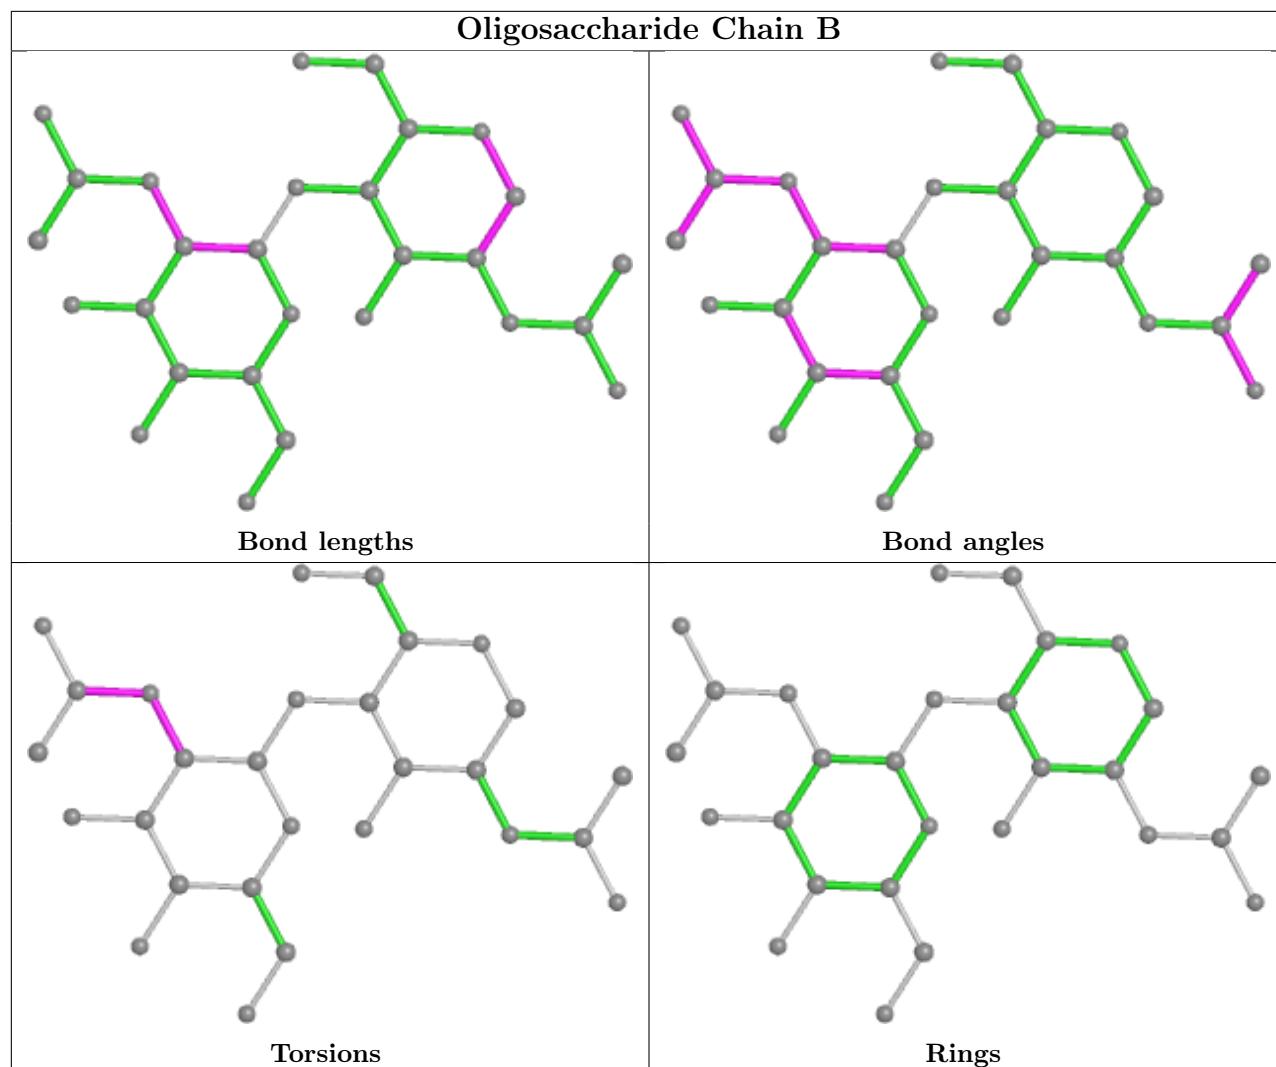 Oligosaccharide Chain B
Bond lengths
Bond angles
Torsions
Rings